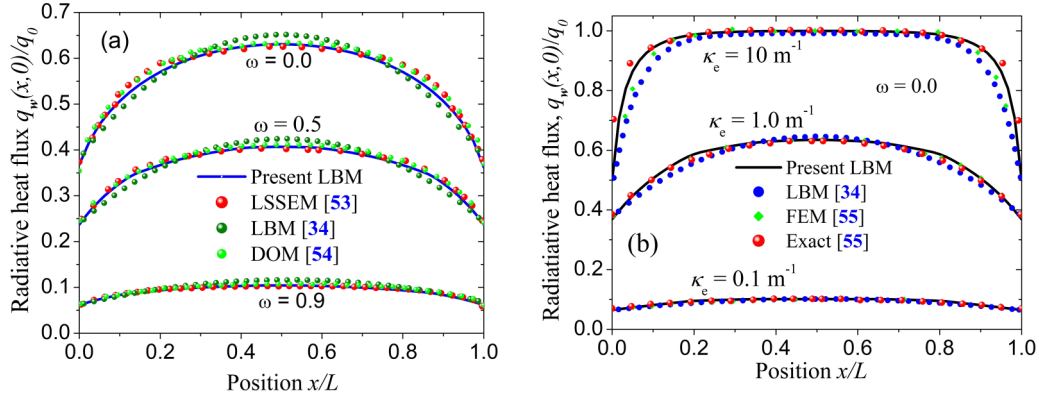 (a)
Radiative heat flux q_w(x,0)/q_0
0.7
0.6
0.5
0.4
0.3
0.2
0.1
0.0
ω = 0.0
ω = 0.5
Present LBM
LSSEM [53]
LBM [34]
DOM [54]
ω = 0.9
0.0 0.2 0.4 0.6 0.8 1.0
Position x/L
(b)
Radiatiative heat flux, q_w(x,0)/q_0
1.0
0.8
0.6
0.4
0.2
0.0
κ_e = 10 m⁻¹
ω = 0.0
κ_e = 1.0 m⁻¹
Present LBM
LBM [34]
FEM [55]
Exact [55]
κ_e = 0.1 m⁻¹
0.0 0.2 0.4 0.6 0.8 1.0
Position x/L